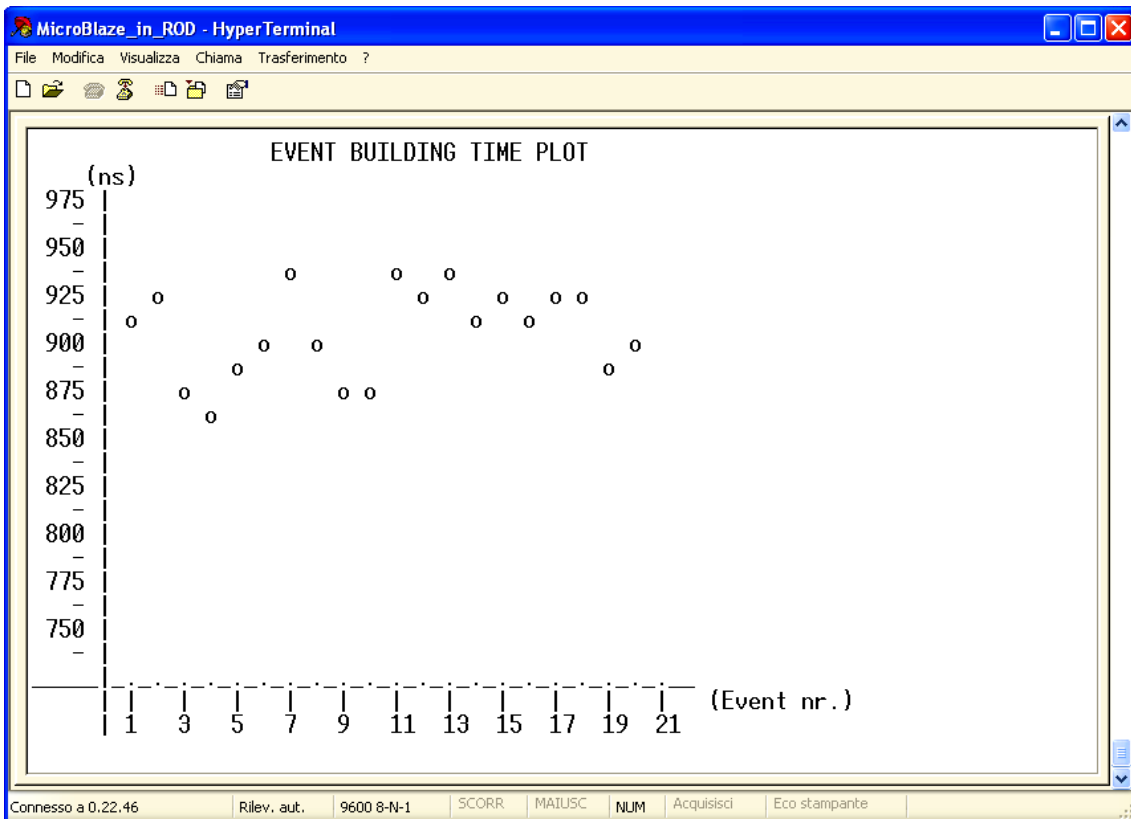 MicroBlaze_in_ROD - HyperTerminal
File Modifica Visualizza Chiama Trasferimento ?
EVENT BUILDING TIME PLOT
(ns)
975
950
925
900
875
850
825
800
775
750
(Event nr.)
1 3 5 7 9 11 13 15 17 19 21
Connesso a 0.22.46 Rilev. aut. 9600 8-N-1 SCORR MAIUSC NUM Acquisisci Eco stampante